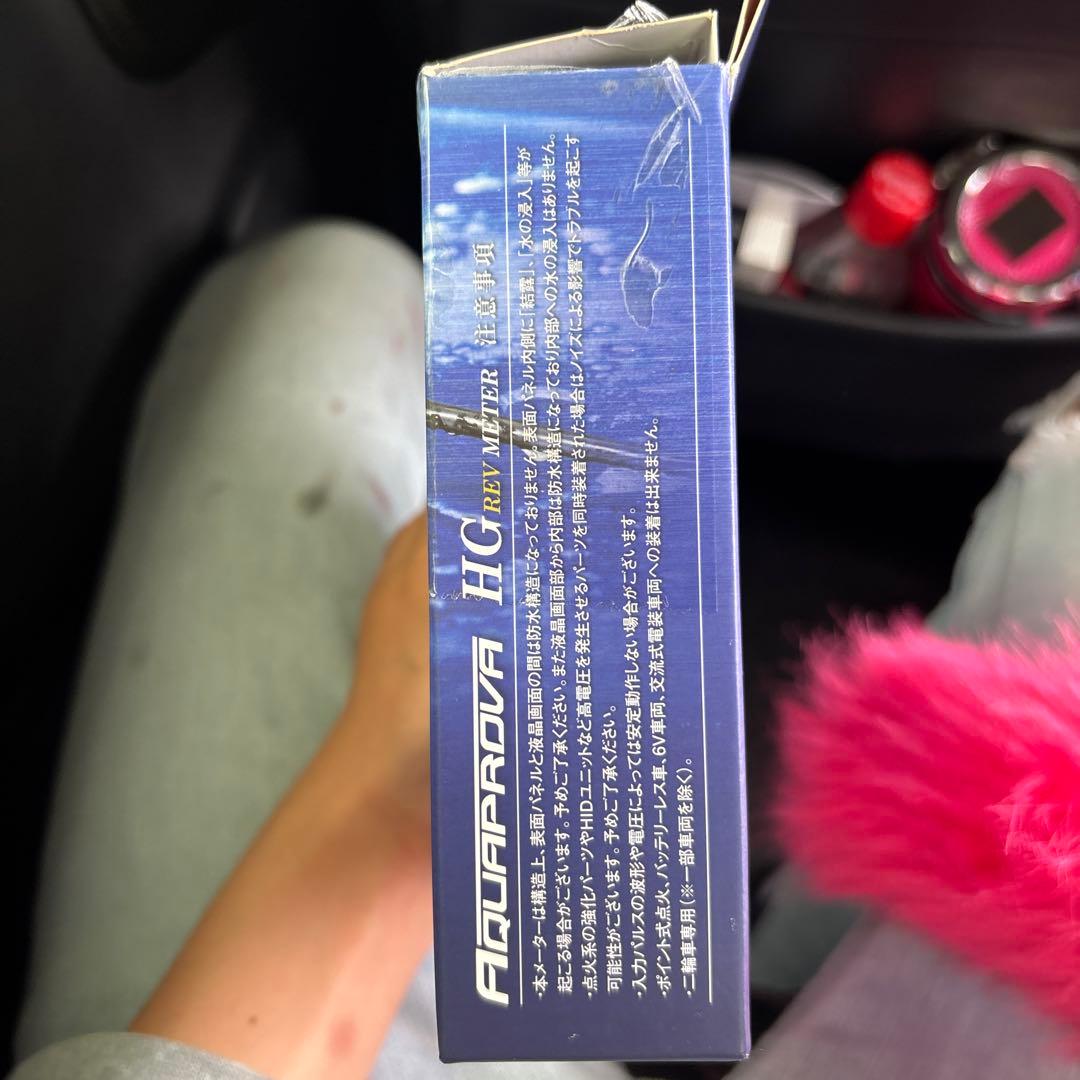 AQUAPROVA HG REV METER 注意事項
・本メーターは構造上、表面パネルと液晶画面の間は防水構造になっておりません。表面パネル内側に「結露」、「水の浸入」等が
起こる場合がございます。予めご了承ください。また液晶画面部から内部は防水構造になっており内部への水の浸入はありません。
・点火系の強化パーツやHIDユニットなど高電圧を発生させるパーツを同時装着された場合はノイズによる影響でトラブルを起こす
可能性がございます。予めご了承ください。
・入力パルスの波形や電圧によっては安定動作しない場合がございます。
・ポイント式点火、バッテリーレス車、6V車両、交流式電装車両への装着は出来ません。
・二輪車専用（※一部車両を除く）。